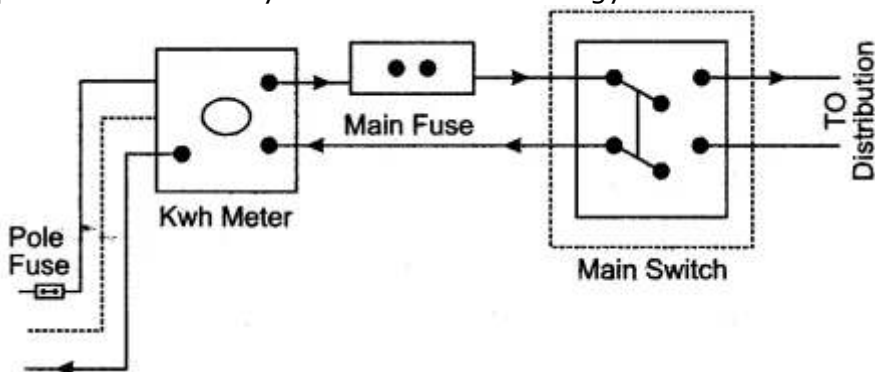 Main Fuse
Kwh Meter
Pole
Fuse
Main Switch
TO
Distribution